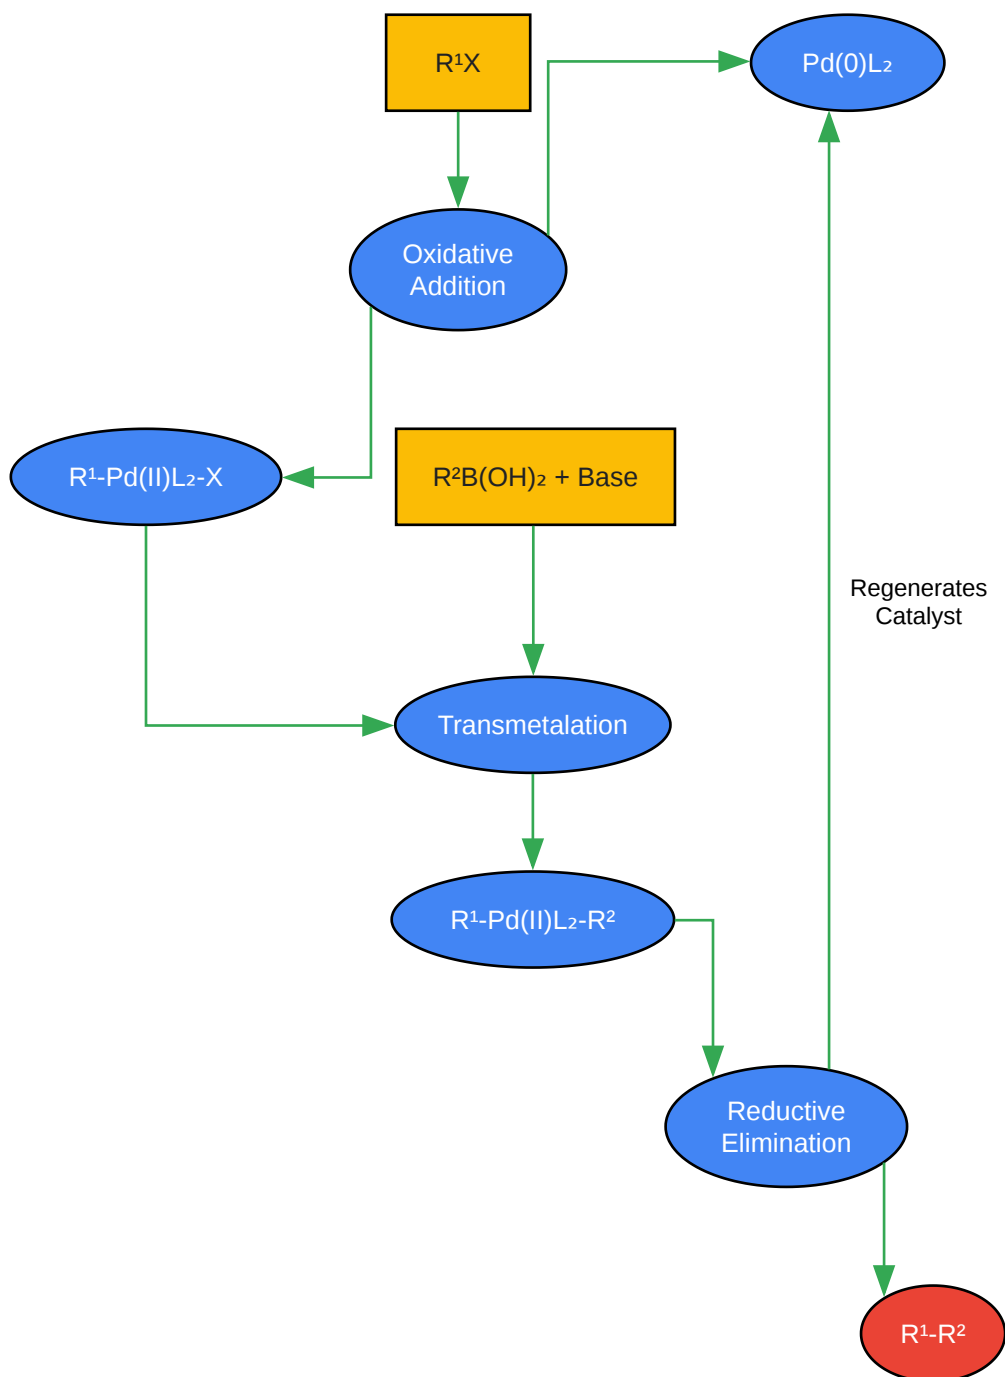 R¹X
Pd(0)L₂
Oxidative
Addition
R¹-Pd(II)L₂-X
R²B(OH)₂ + Base
Regenerates
Catalyst
Transmetalation
R¹-Pd(II)L₂-R²
Reductive
Elimination
R¹-R²